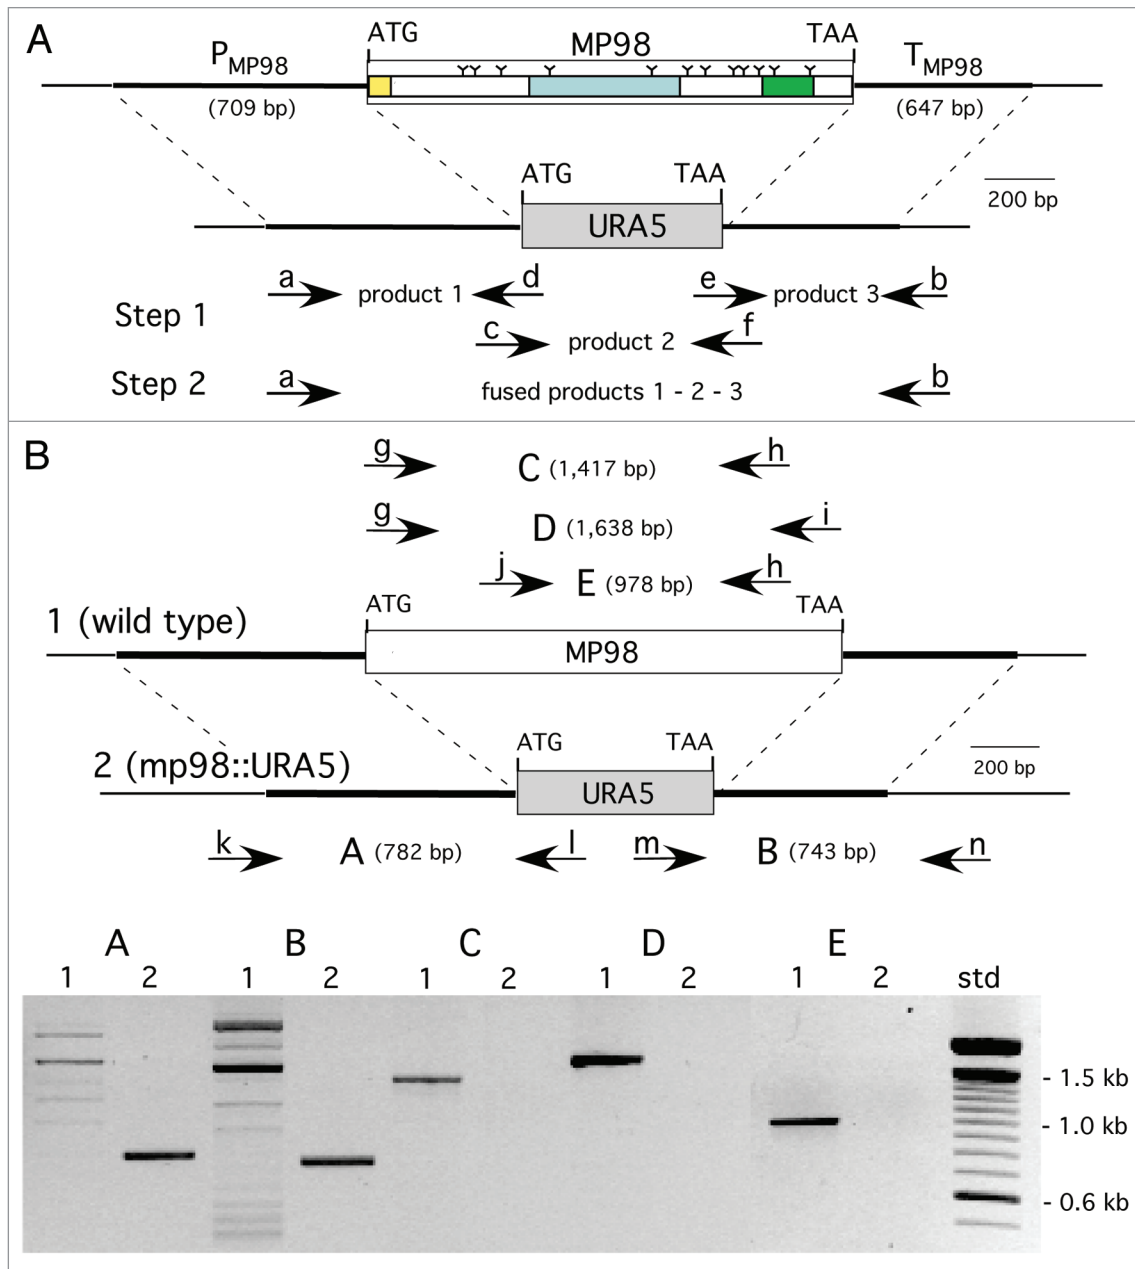 A
ATG
MP98
TAA
PMP98
(709 bp)
TMP98
(647 bp)
ATG
TAA
200 bp
URA5
a
product 1
d
e
product 3
b
Step 1
c
product 2
f
Step 2
a
fused products 1 - 2 - 3
b
B
g
C (1,417 bp)
h
g
D (1,638 bp)
i
j
E (978 bp)
h
1 (wild type)
ATG
TAA
MP98
2 (mp98::URA5)
ATG
TAA
200 bp
URA5
k
A (782 bp)
l
m
B (743 bp)
n
A
B
C
D
E
1 2 1 2 1 2 1 2 1 2 std
- 1.5 kb
- 1.0 kb
- 0.6 kb